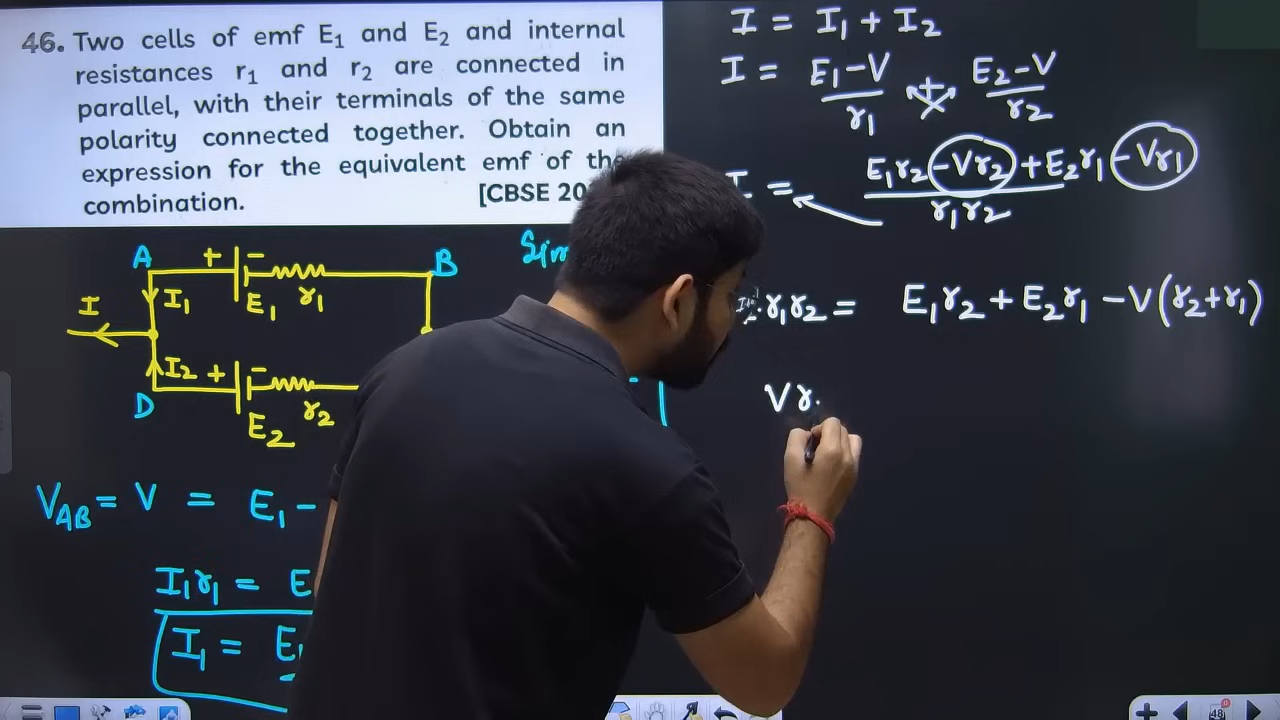 46. Two cells of emf E₁ and E₂ and internal
resistances r₁ and r₂ are connected in
parallel, with their terminals of the same
polarity connected together. Obtain an
expression for the equivalent emf of the
combination. [CBSE 20
I = I₁ + I₂
I = (E₁-V)/r₁ + (E₂-V)/r₂
I = (E₁r₂ - Vr₂ + E₂r₁ - Vr₁)/(r₁r₂)
r₁r₂ = E₁r₂ + E₂r₁ - V(r₂+r₁)
Vr
A + - B
I I₁ E₁ r₁
I₂ + -
D E₂ r₂
V_AB = V = E₁ -
I₁r₁ = E
I₁ = E₁
48